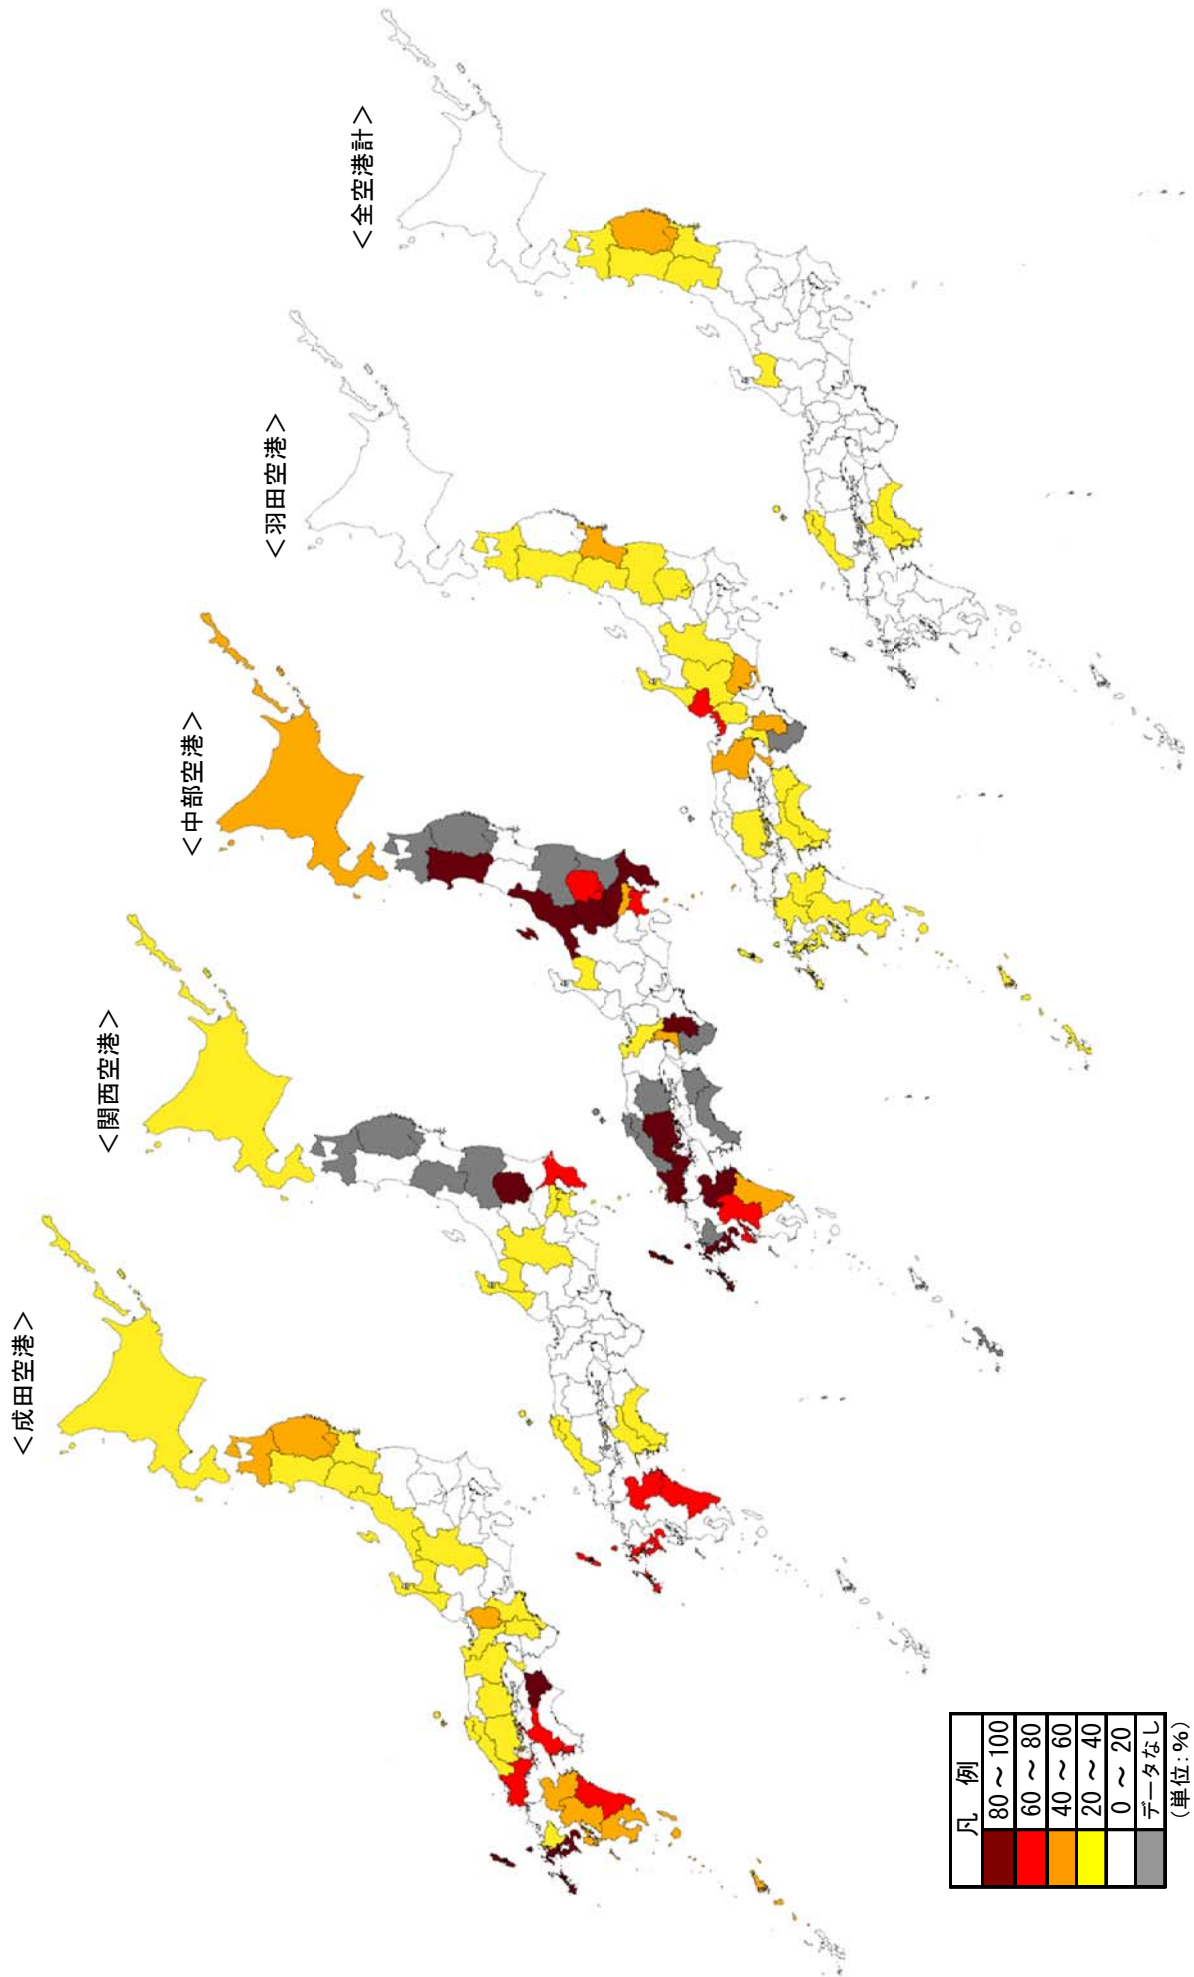 ＜成田空港＞
＜関西空港＞
＜中部空港＞
＜羽田空港＞
＜全空港計＞
凡 例
80 ～ 100
60 ～ 80
40 ～ 60
20 ～ 40
0 ～ 20
データなし
(単位：%)